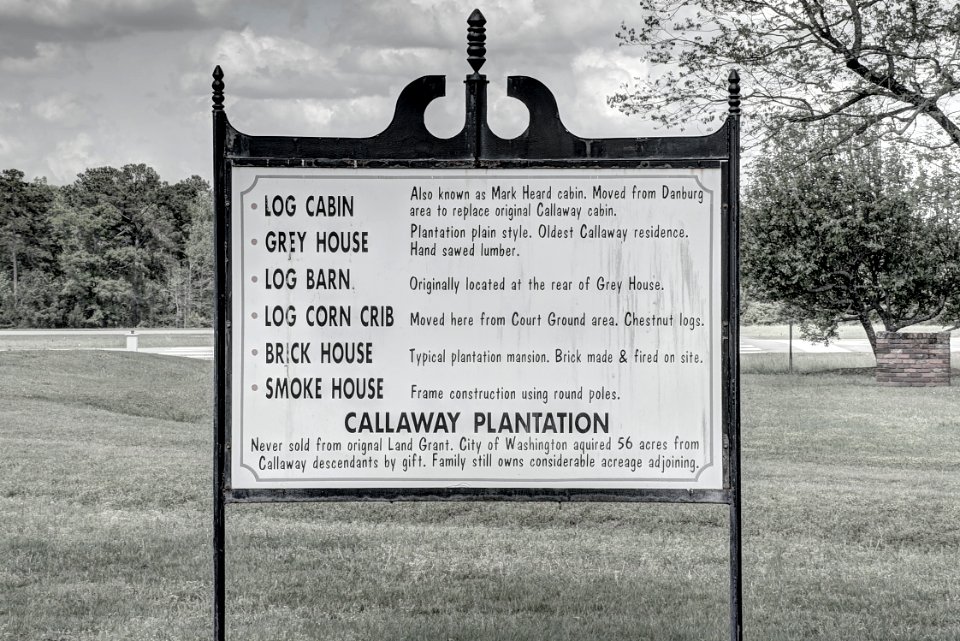 • LOG CABIN Also known as Mark Heard cabin. Moved from Danburg
area to replace original Callaway cabin.
• GREY HOUSE Plantation plain style. Oldest Callaway residence.
Hand sawed lumber.
• LOG BARN. Originally located at the rear of Grey House.
• LOG CORN CRIB Moved here from Court Ground area. Chestnut logs.
• BRICK HOUSE Typical plantation mansion. Brick made & fired on site.
• SMOKE HOUSE Frame construction using round poles.
CALLAWAY PLANTATION
Never sold from orignal Land Grant. City of Washington aquired 56 acres from
Callaway descendants by gift. Family still owns considerable acreage adjoining.